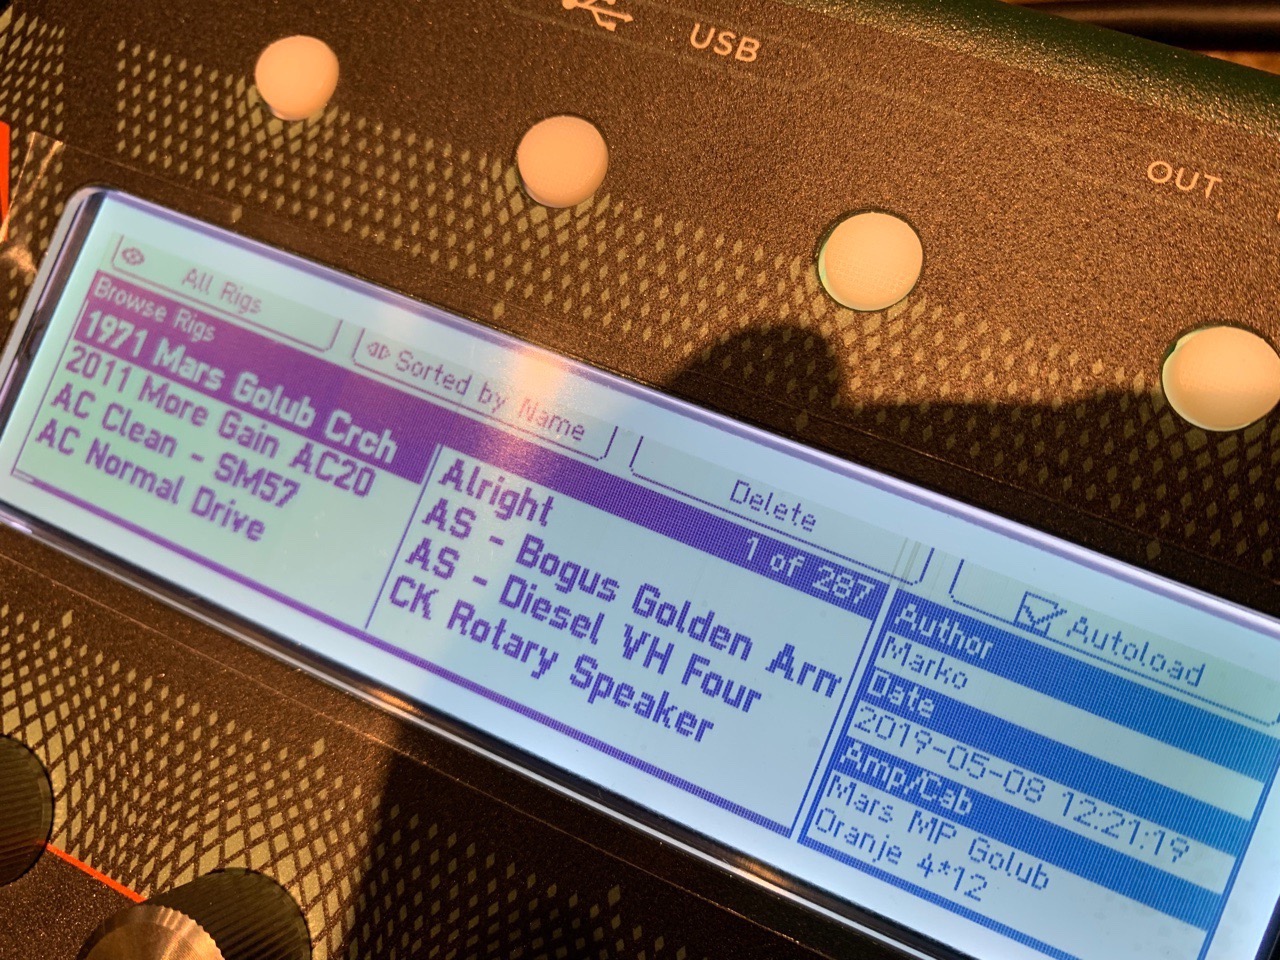 USB
OUT
All Rigs
Sorted by Name
Delete
Autoload
Browse Rigs
1 of 287
1971 Mars Golub Crch
2011 More Gain AC20
AC Clean - SM57
AC Normal Drive
Alright
AS - Bogus Golden Arm
AS - Diesel VH Four
CK Rotary Speaker
Author
Marko
Date
2019-05-08 12:21:19
Amp/Cab
Mars MP Golub
Oranje 4*12